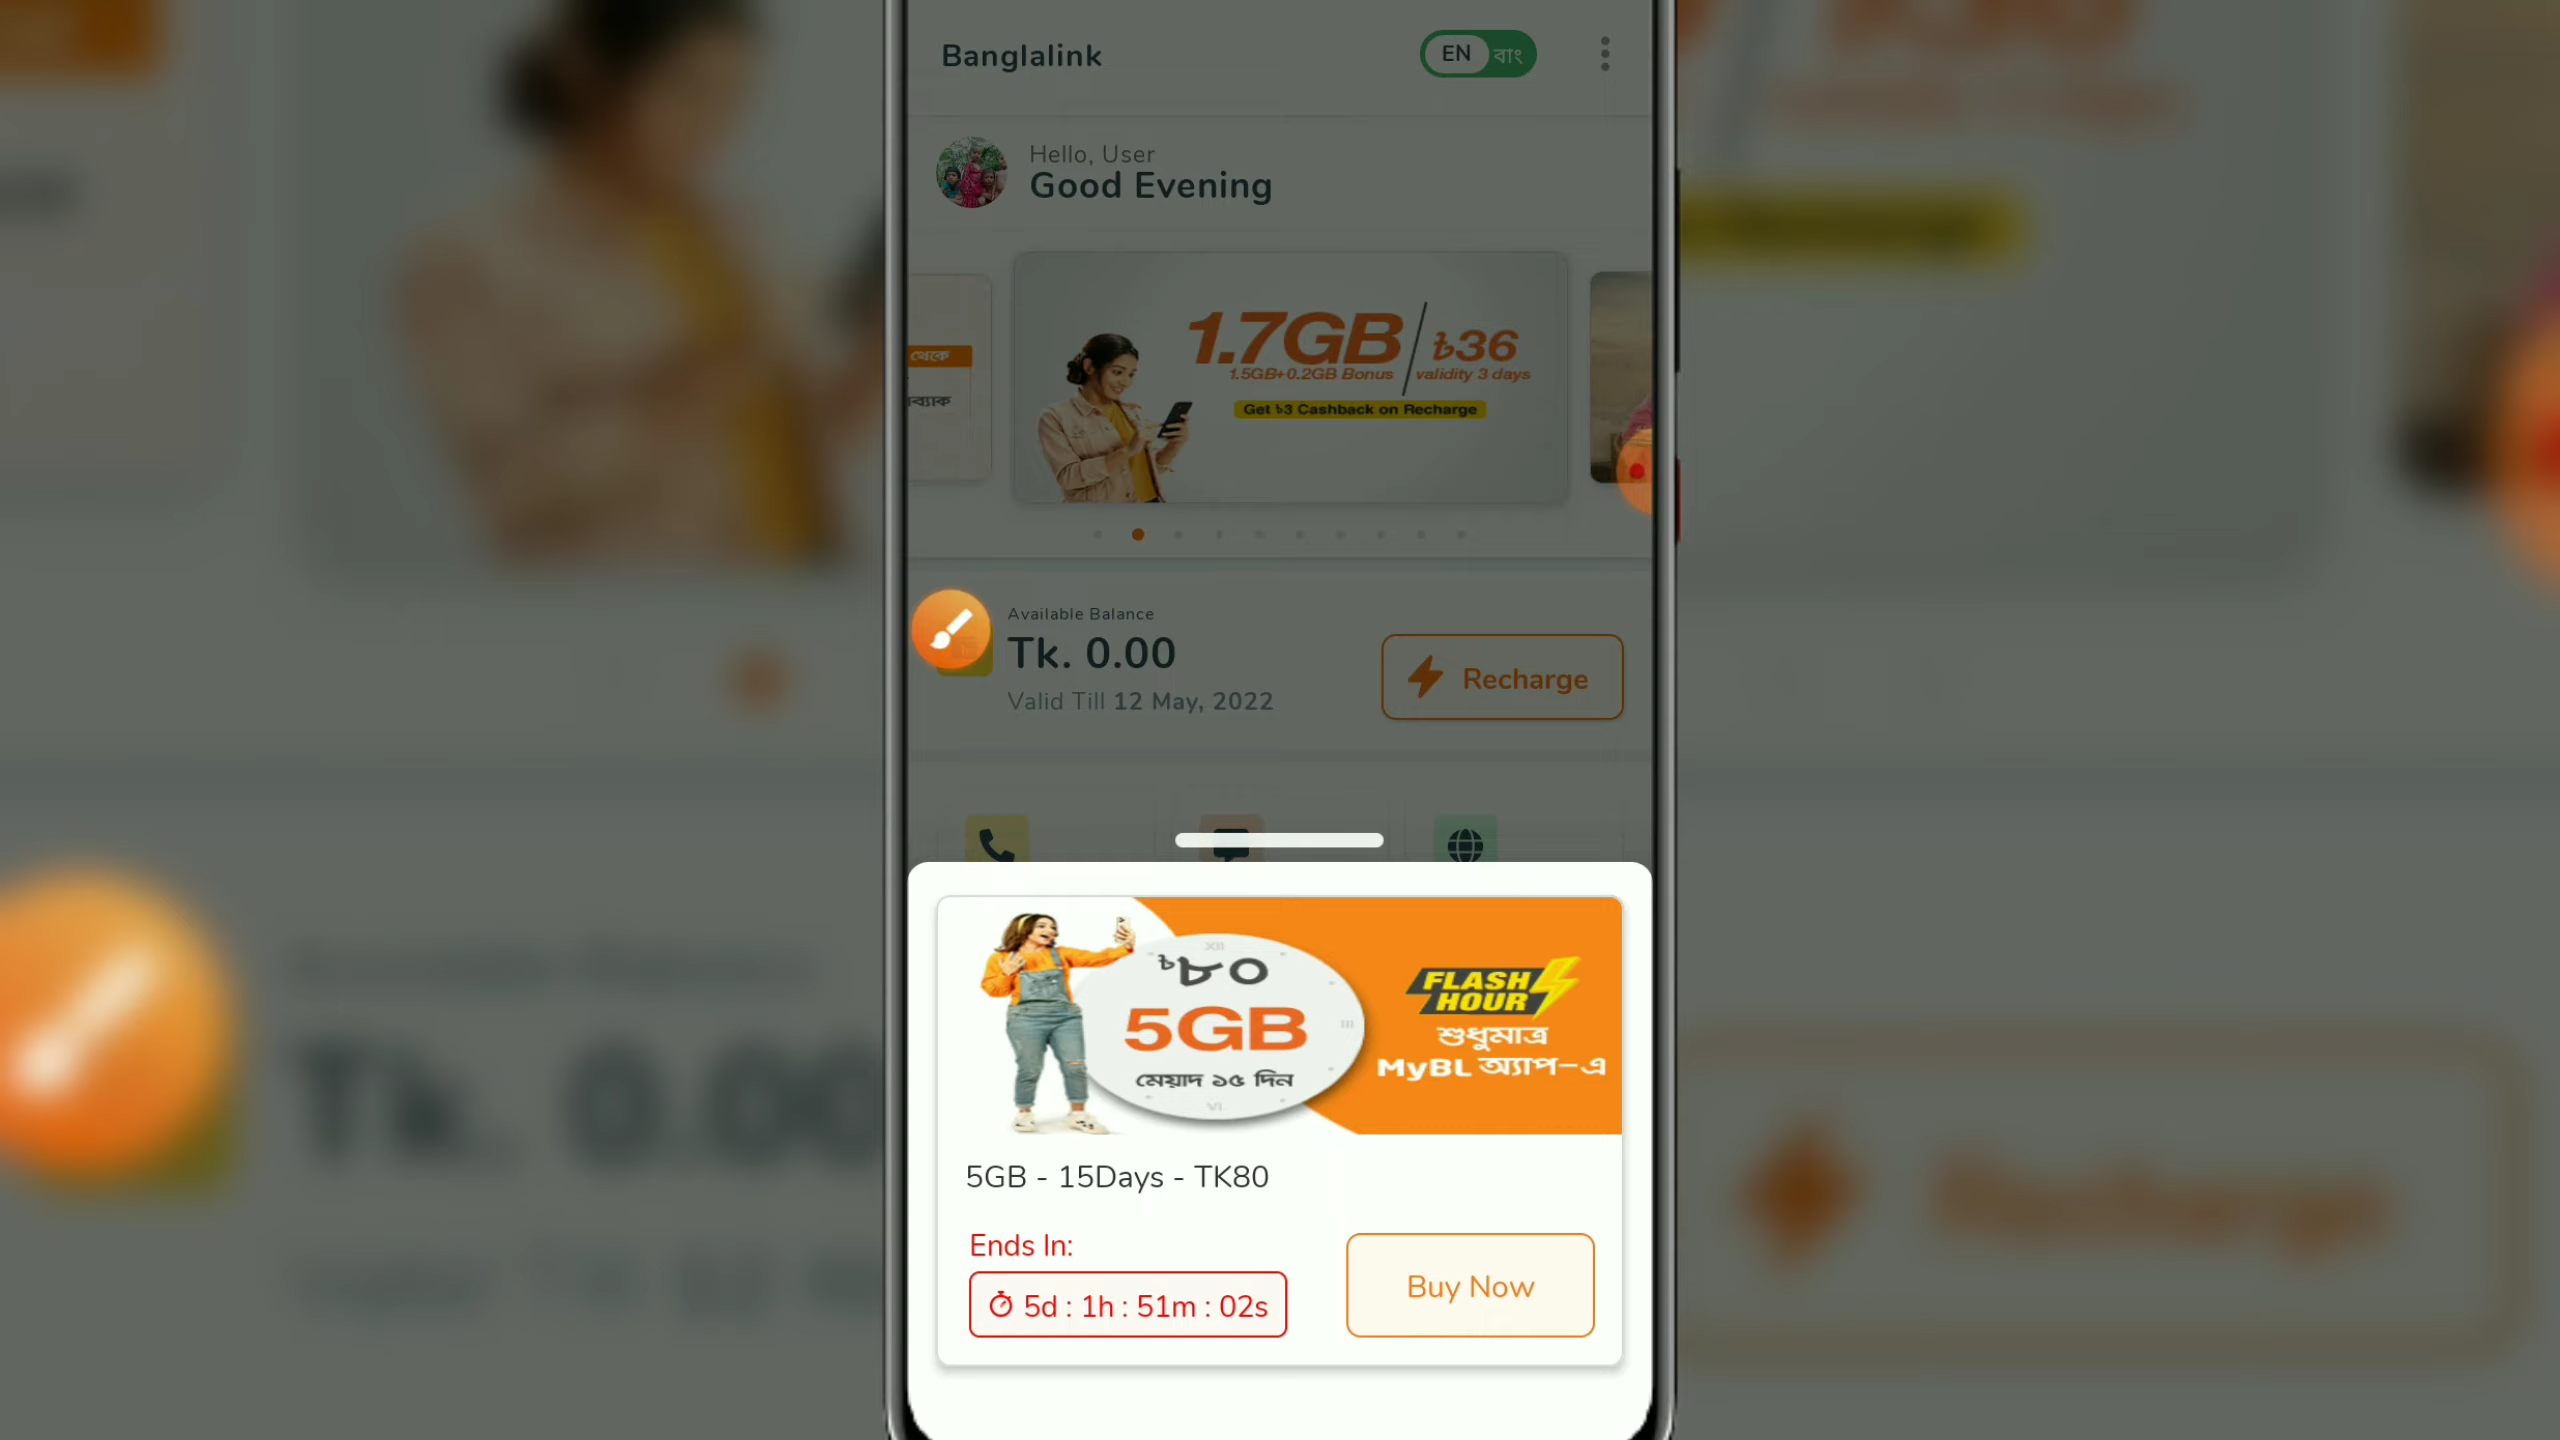 Banglalink
EN বাং
Hello, User
Good Evening
থেকে
1.7GB ৳36
1.5GB+0.2GB Bonus validity 3 days
Get ৳3 Cashback on Recharge
Available Balance
Tk. 0.00
Valid Till 12 May, 2022
Recharge
৳৮০
5GB
মেয়াদ ১৫ দিন
FLASH
HOUR
শুধুমাত্র
MyBL অ্যাপ-এ
5GB - 15Days - TK80
Ends In:
5d : 1h : 51m : 02s
Buy Now